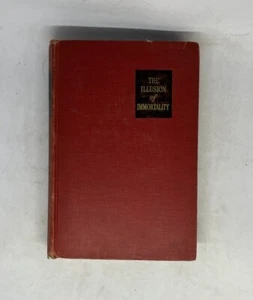 THE
ILLUSION
of
IMMORTALITY